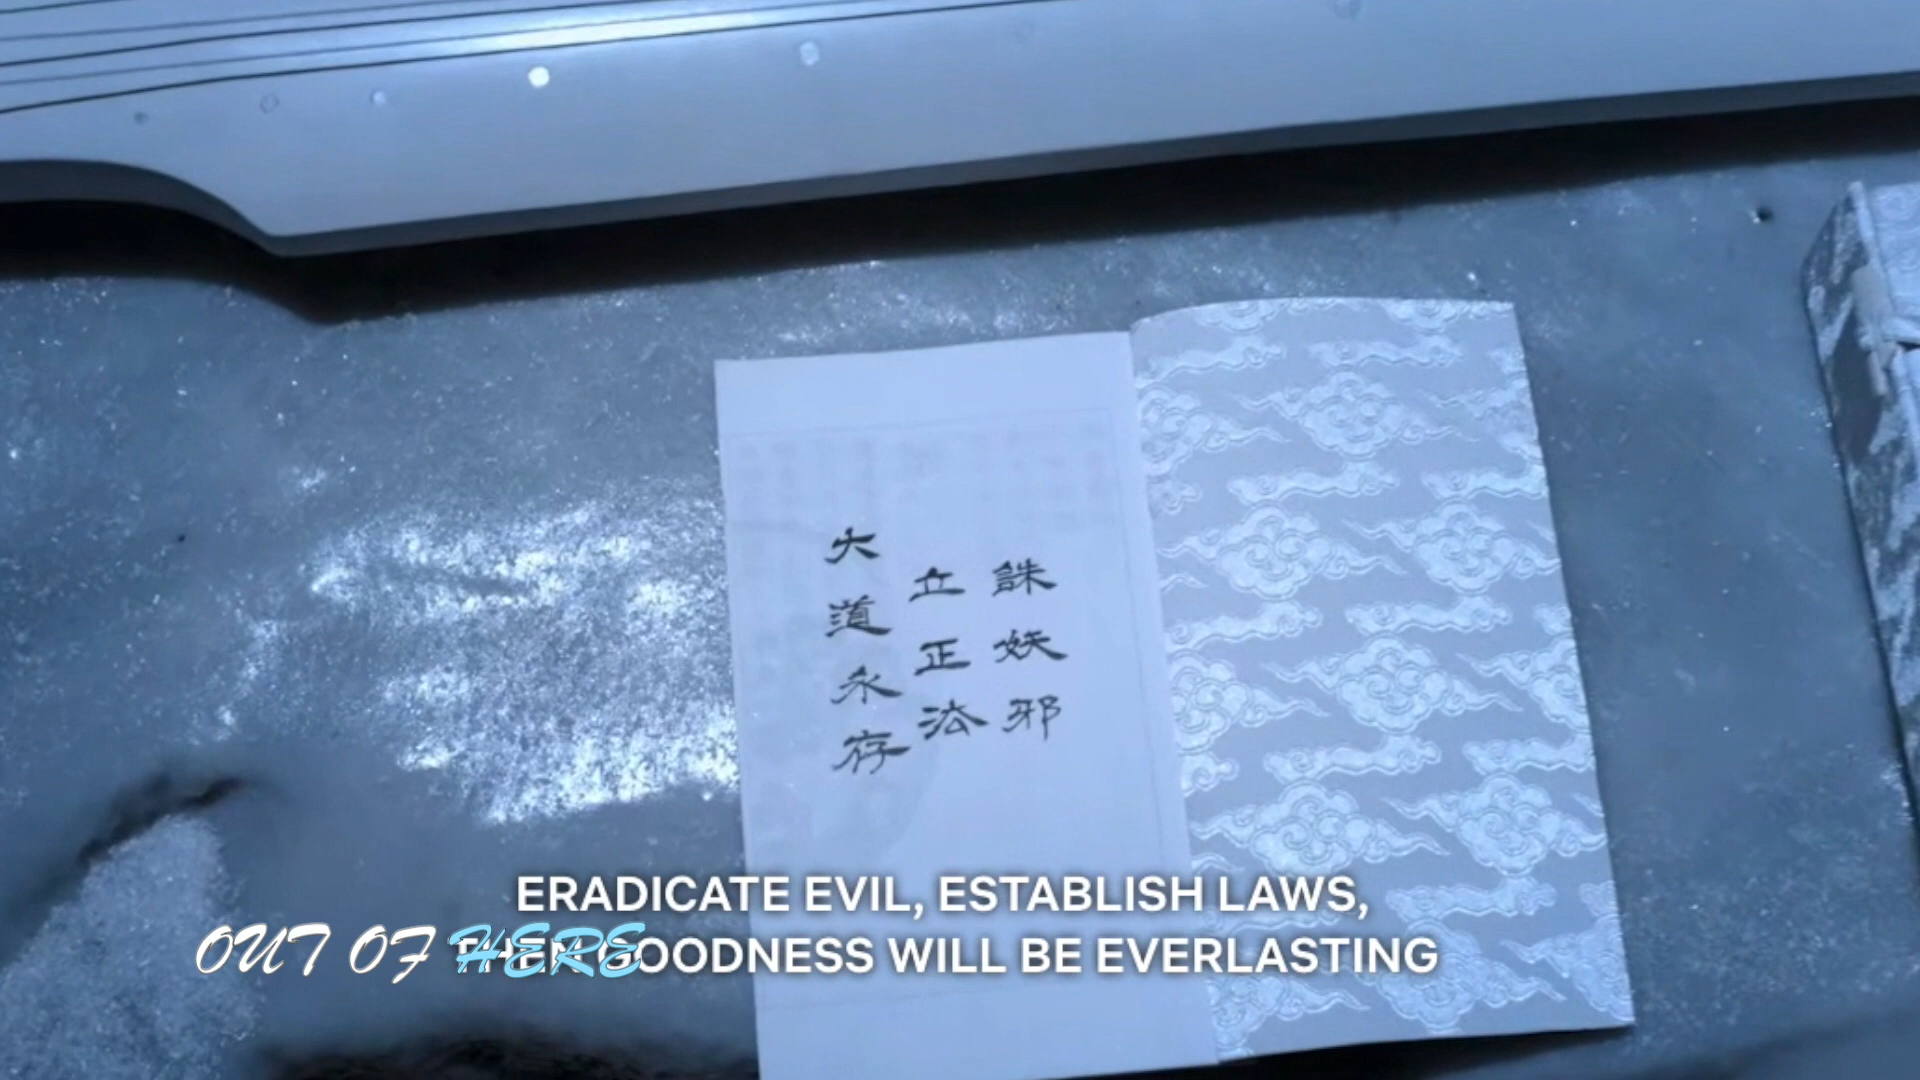 誅妖邪
立正法
大道永存
ERADICATE EVIL, ESTABLISH LAWS,
THEN GOODNESS WILL BE EVERLASTING
OUT OF HERE